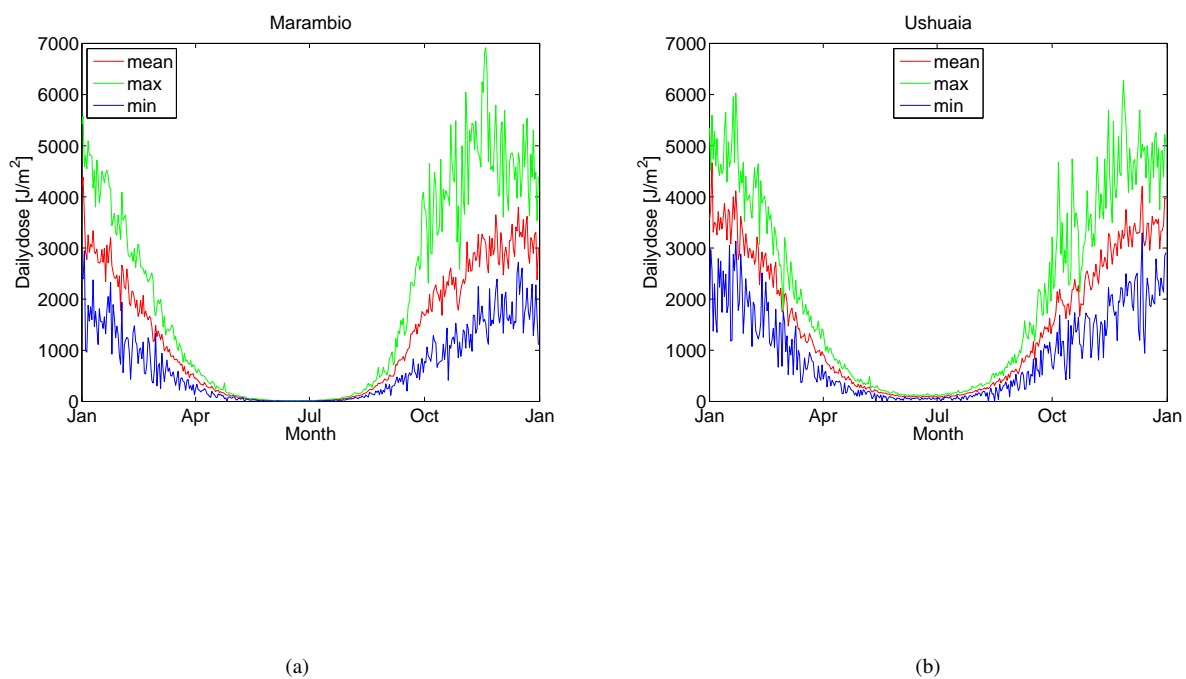 Marambio
7000
6000
5000
4000
3000
2000
1000
0
Dailydose [J/m²]
mean
max
min
Jan Apr Jul Oct Jan
Month
(a)
Ushuaia
7000
6000
5000
4000
3000
2000
1000
0
Dailydose [J/m²]
mean
max
min
Jan Apr Jul Oct Jan
Month
(b)